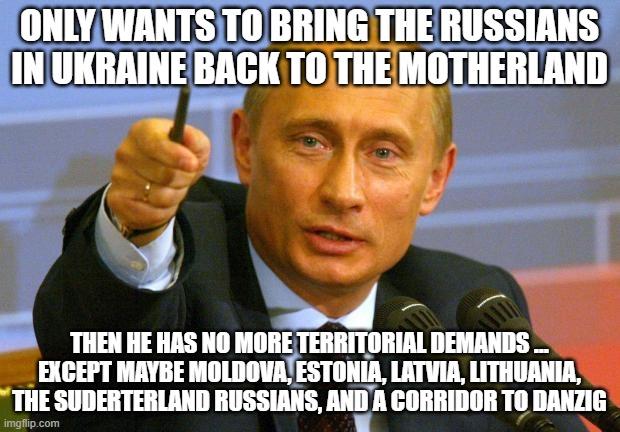 ONLY WANTS TO BRING THE RUSSIANS
IN UKRAINE BACK TO THE MOTHERLAND
THEN HE HAS NO MORE TERRITORIAL DEMANDS ...
EXCEPT MAYBE MOLDOVA, ESTONIA, LATVIA, LITHUANIA,
THE SUDERTERLAND RUSSIANS, AND A CORRIDOR TO DANZIG
imgflip.com